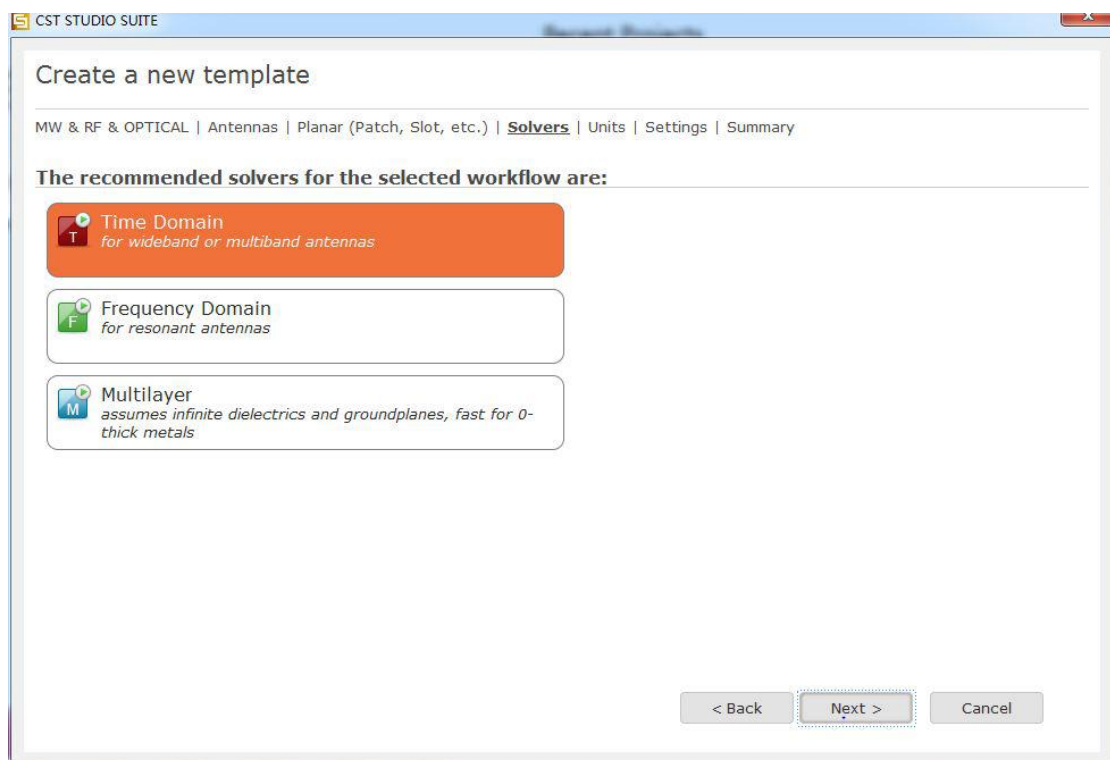 CST STUDIO SUITE
Recent Projects
Create a new template
MW & RF & OPTICAL | Antennas | Planar (Patch, Slot, etc.) | Solvers | Units | Settings | Summary
The recommended solvers for the selected workflow are:
T
Time Domain
for wideband or multiband antennas
F
Frequency Domain
for resonant antennas
M
Multilayer
assumes infinite dielectrics and groundplanes, fast for 0-
thick metals
< Back
Next >
Cancel